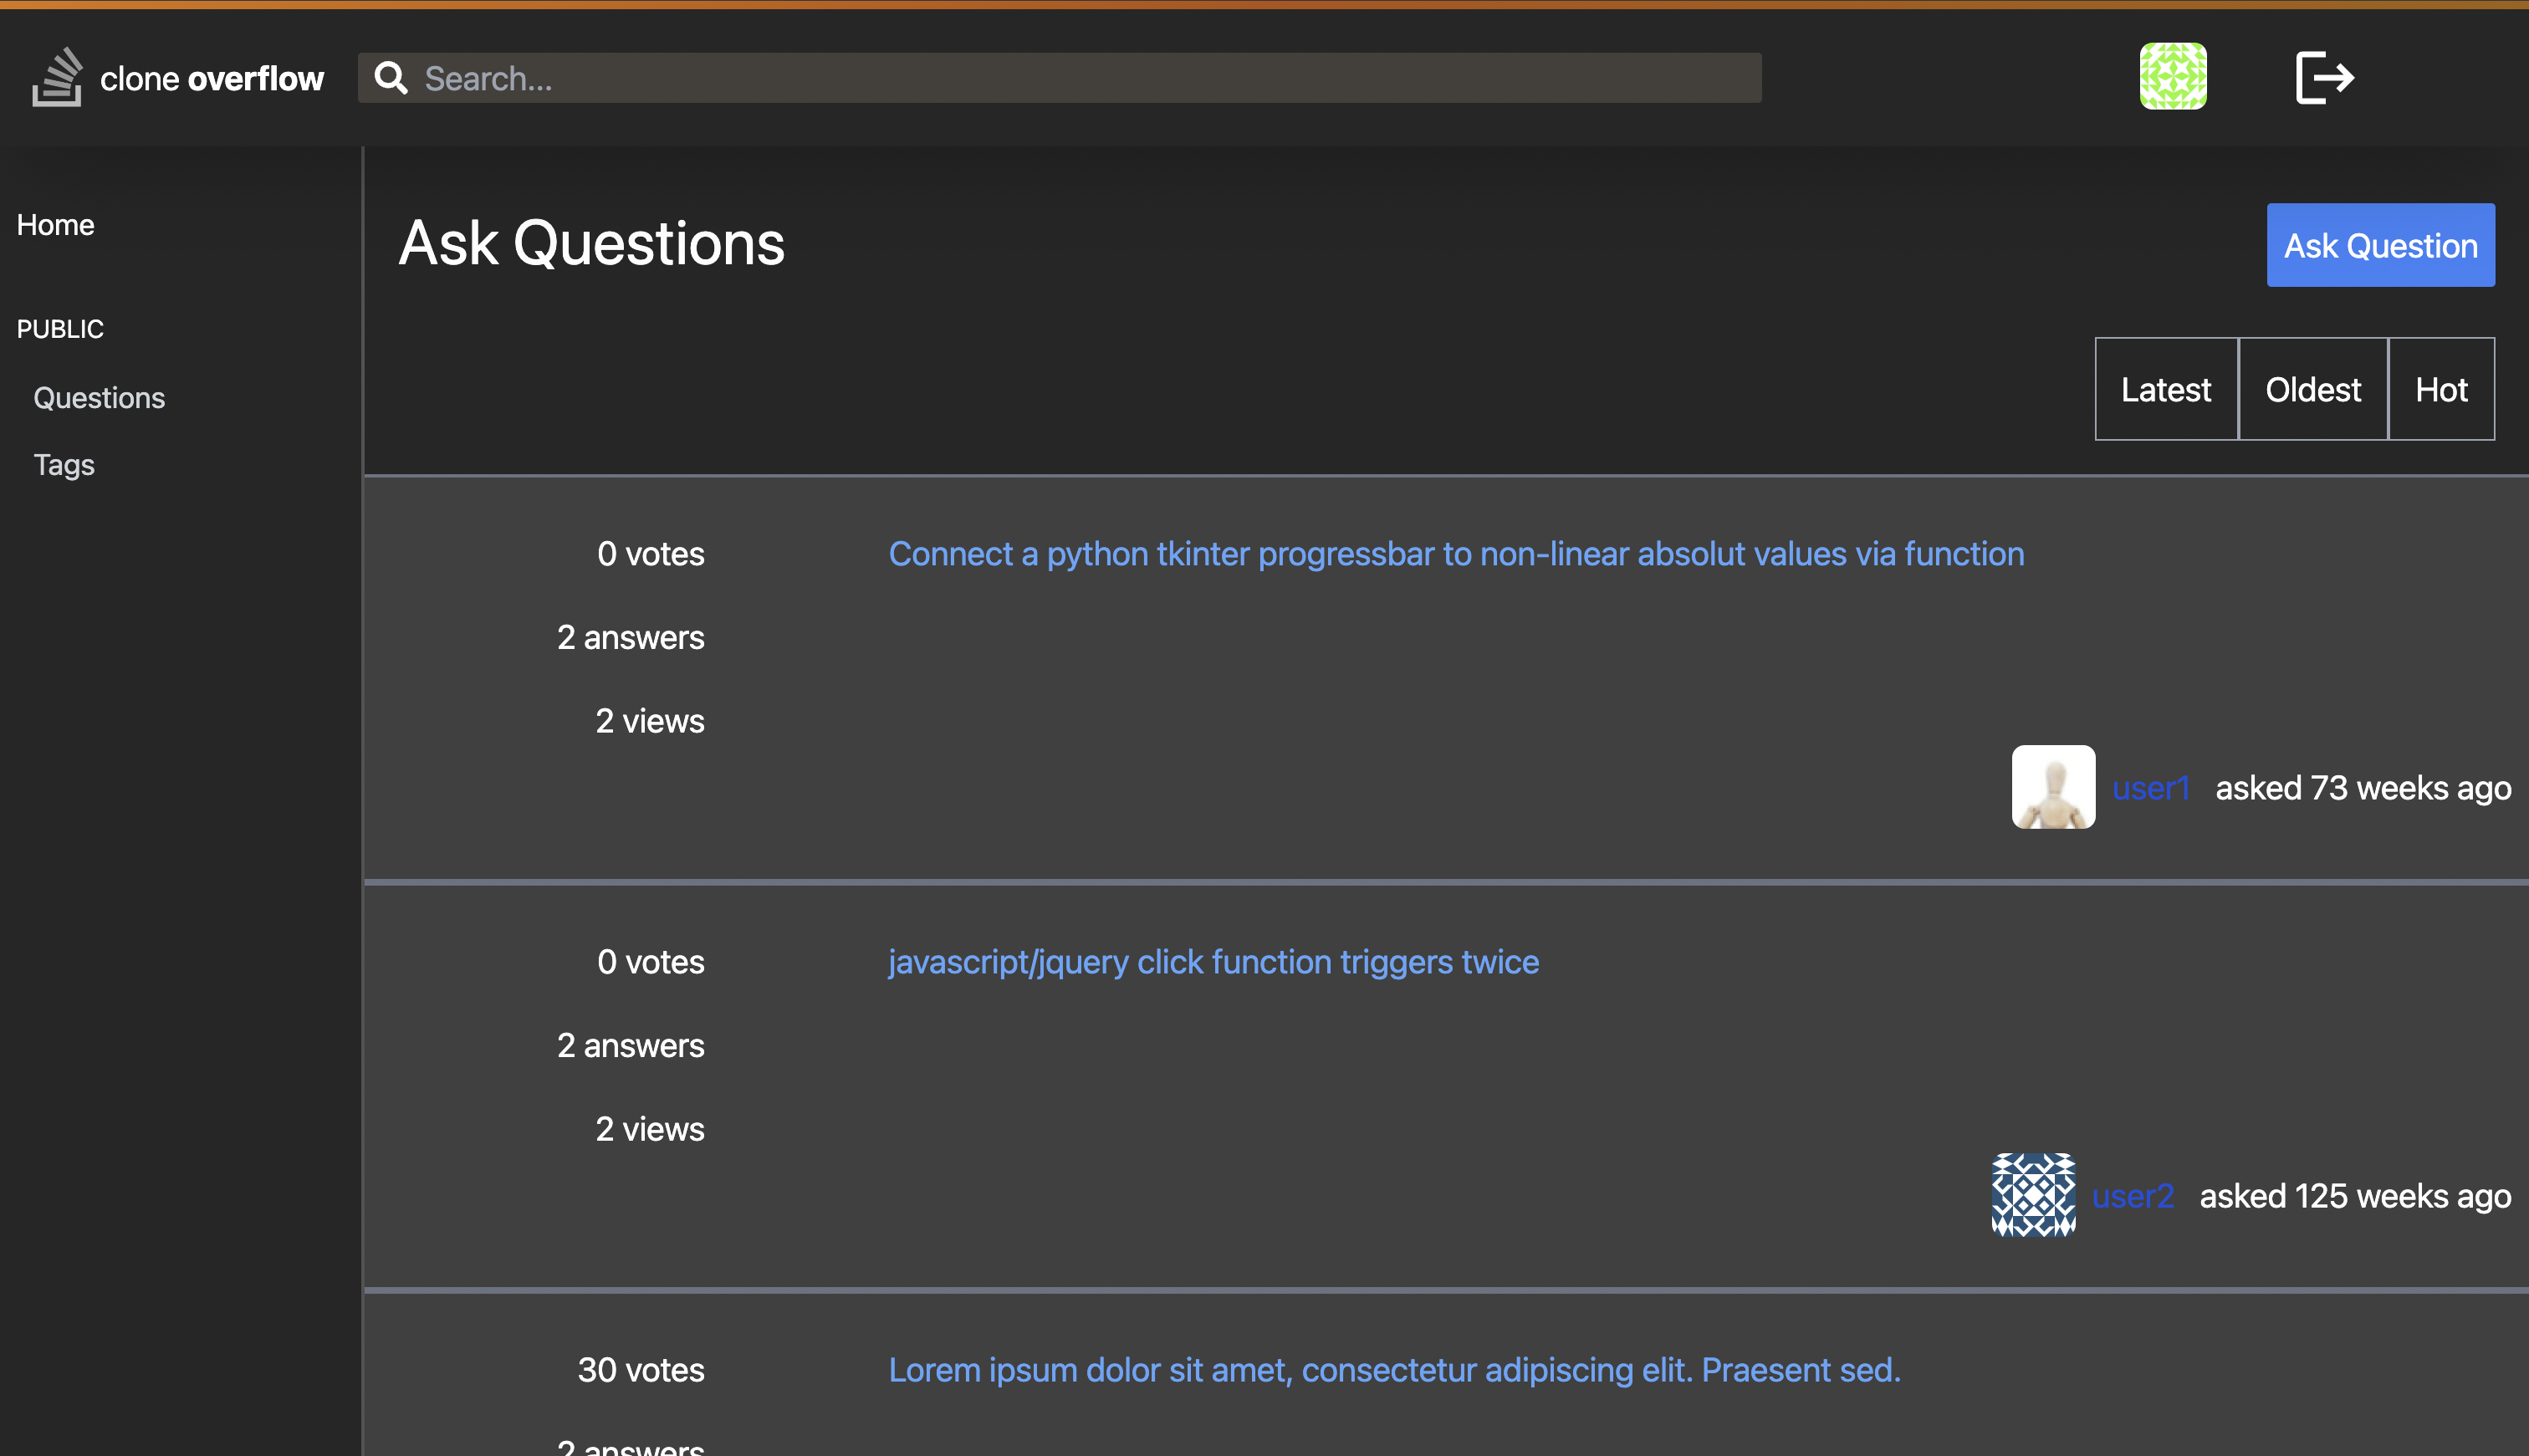 clone overflow
Search...
Home
PUBLIC
Questions
Tags
Ask Questions
Ask Question
Latest
Oldest
Hot
0 votes
Connect a python tkinter progressbar to non-linear absolut values via function
2 answers
2 views
user1 asked 73 weeks ago
0 votes
javascript/jquery click function triggers twice
2 answers
2 views
user2 asked 125 weeks ago
30 votes
Lorem ipsum dolor sit amet, consectetur adipiscing elit. Praesent sed.
2 answers